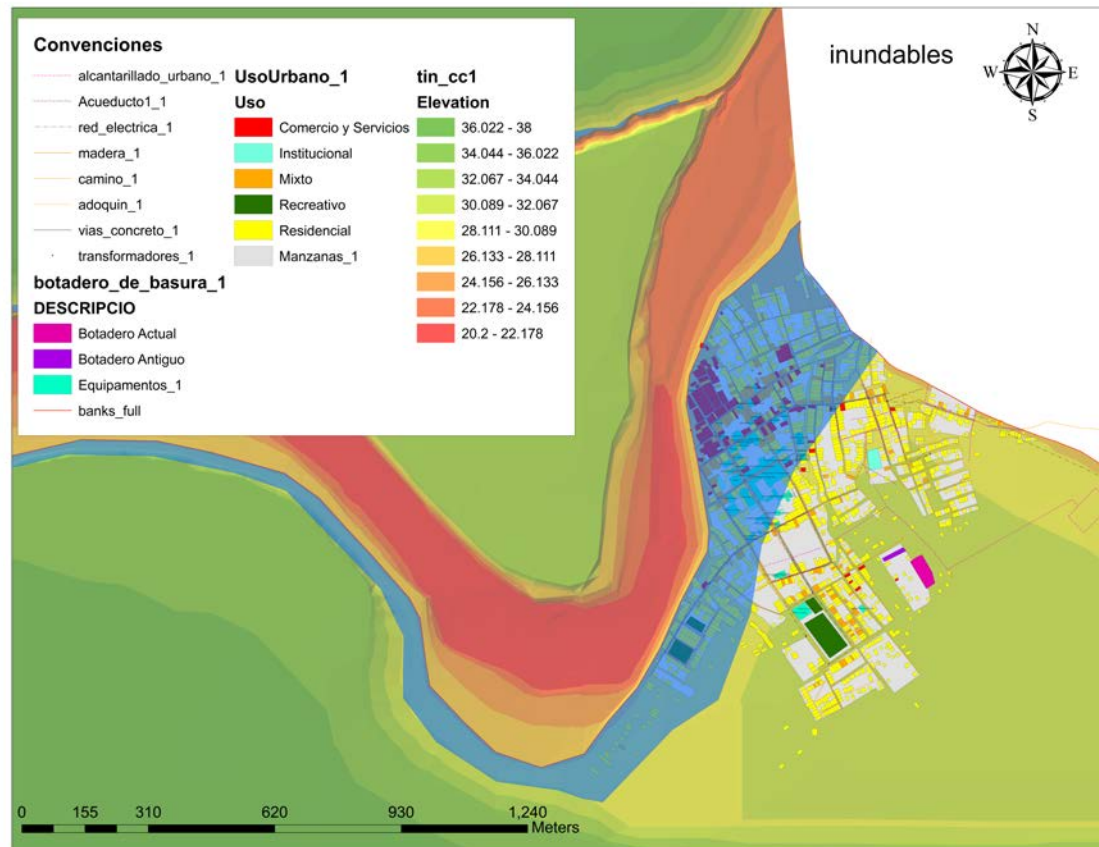 Convenciones
alcantarillado_urbano_1
Acueducto1_1
red_electrica_1
madera_1
camino_1
adoquin_1
vias_concreto_1
transformadores_1
botadero_de_basura_1
DESCRIPCIO
Botadero Actual
Botadero Antiguo
Equipamentos_1
banks_full
UsoUrbano_1
Uso
Comercio y Servicios
Institucional
Mixto
Recreativo
Residencial
Manzanas_1
tin_cc1
Elevation
36.022 - 38
34.044 - 36.022
32.067 - 34.044
30.089 - 32.067
28.111 - 30.089
26.133 - 28.111
24.156 - 26.133
22.178 - 24.156
20.2 - 22.178
inundables
N
W E
S
0 155 310 620 930 1,240
Meters